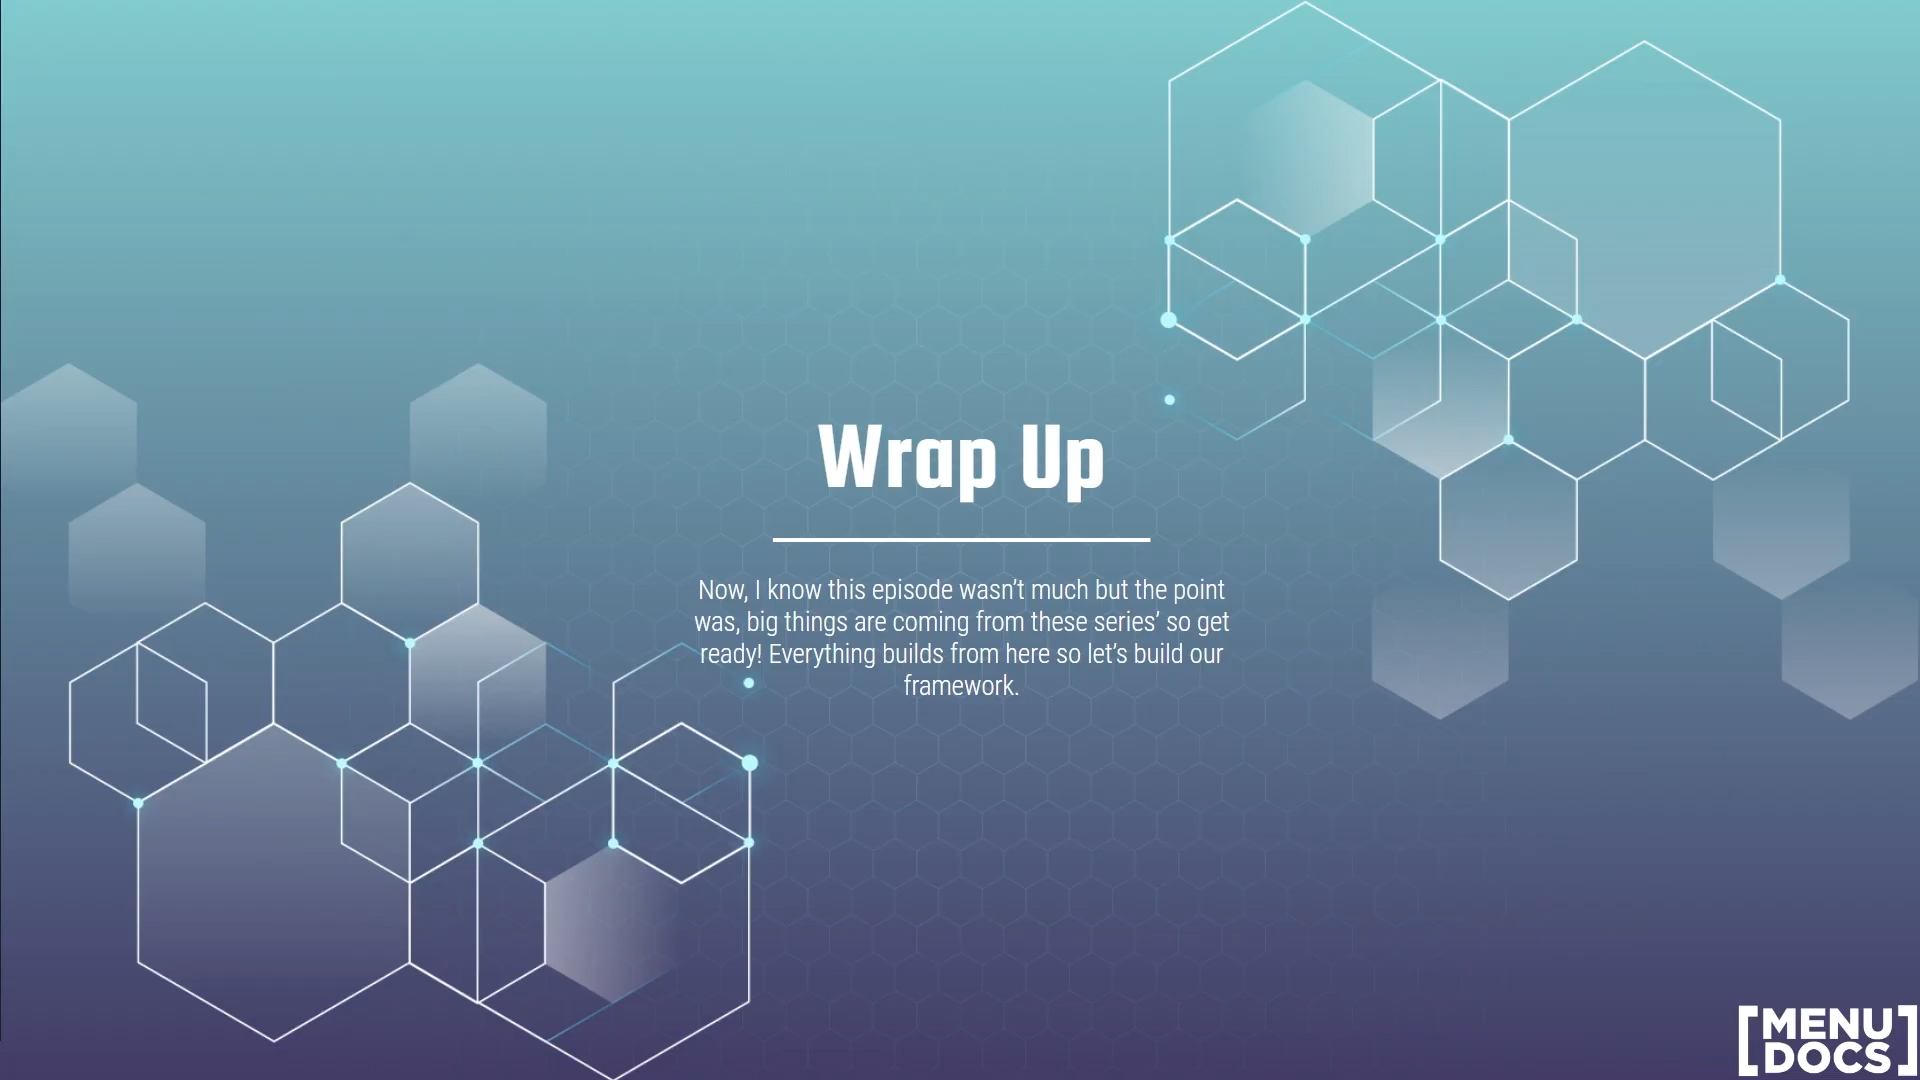 Wrap Up
Now, I know this episode wasn’t much but the point
was, big things are coming from these series’ so get
ready! Everything builds from here so let’s build our
framework.
[MENU
DOCS]